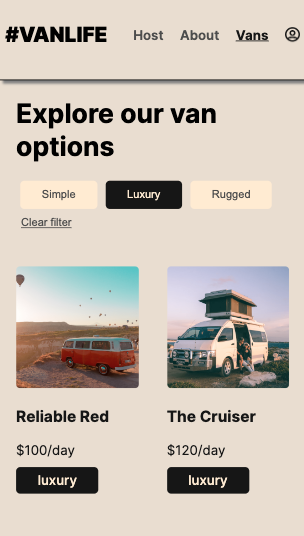 #VANLIFE Host About Vans
Explore our van
options
Simple Luxury Rugged
Clear filter
Reliable Red The Cruiser
$100/day $120/day
luxury luxury